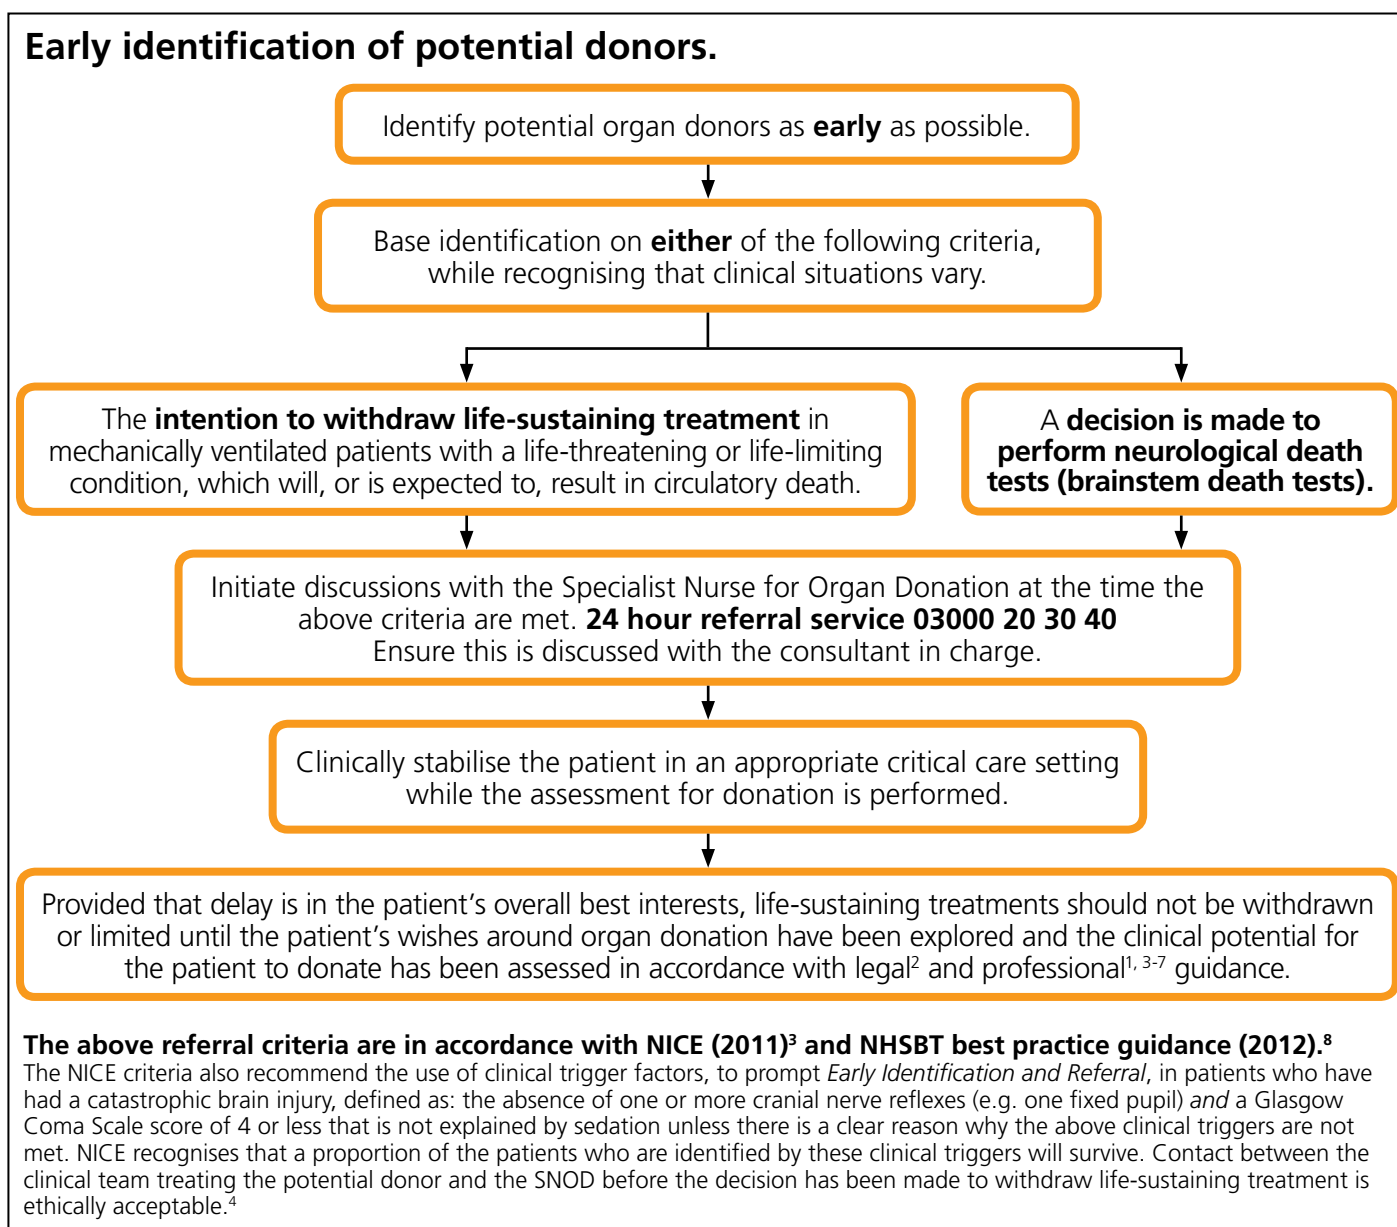 Early identification of potential donors.
Identify potential organ donors as early as possible.
Base identification on either of the following criteria,
while recognising that clinical situations vary.
The intention to withdraw life-sustaining treatment in
mechanically ventilated patients with a life-threatening or life-limiting
condition, which will, or is expected to, result in circulatory death.
A decision is made to
perform neurological death
tests (brainstem death tests).
Initiate discussions with the Specialist Nurse for Organ Donation at the time the
above criteria are met. 24 hour referral service 03000 20 30 40
Ensure this is discussed with the consultant in charge.
Clinically stabilise the patient in an appropriate critical care setting
while the assessment for donation is performed.
Provided that delay is in the patient’s overall best interests, life-sustaining treatments should not be withdrawn
or limited until the patient’s wishes around organ donation have been explored and the clinical potential for
the patient to donate has been assessed in accordance with legal² and professional¹, ³-⁷ guidance.
The above referral criteria are in accordance with NICE (2011)³ and NHSBT best practice guidance (2012).⁸
The NICE criteria also recommend the use of clinical trigger factors, to prompt Early Identification and Referral, in patients who have
had a catastrophic brain injury, defined as: the absence of one or more cranial nerve reflexes (e.g. one fixed pupil) and a Glasgow
Coma Scale score of 4 or less that is not explained by sedation unless there is a clear reason why the above clinical triggers are not
met. NICE recognises that a proportion of the patients who are identified by these clinical triggers will survive. Contact between the
clinical team treating the potential donor and the SNOD before the decision has been made to withdraw life-sustaining treatment is
ethically acceptable.⁴